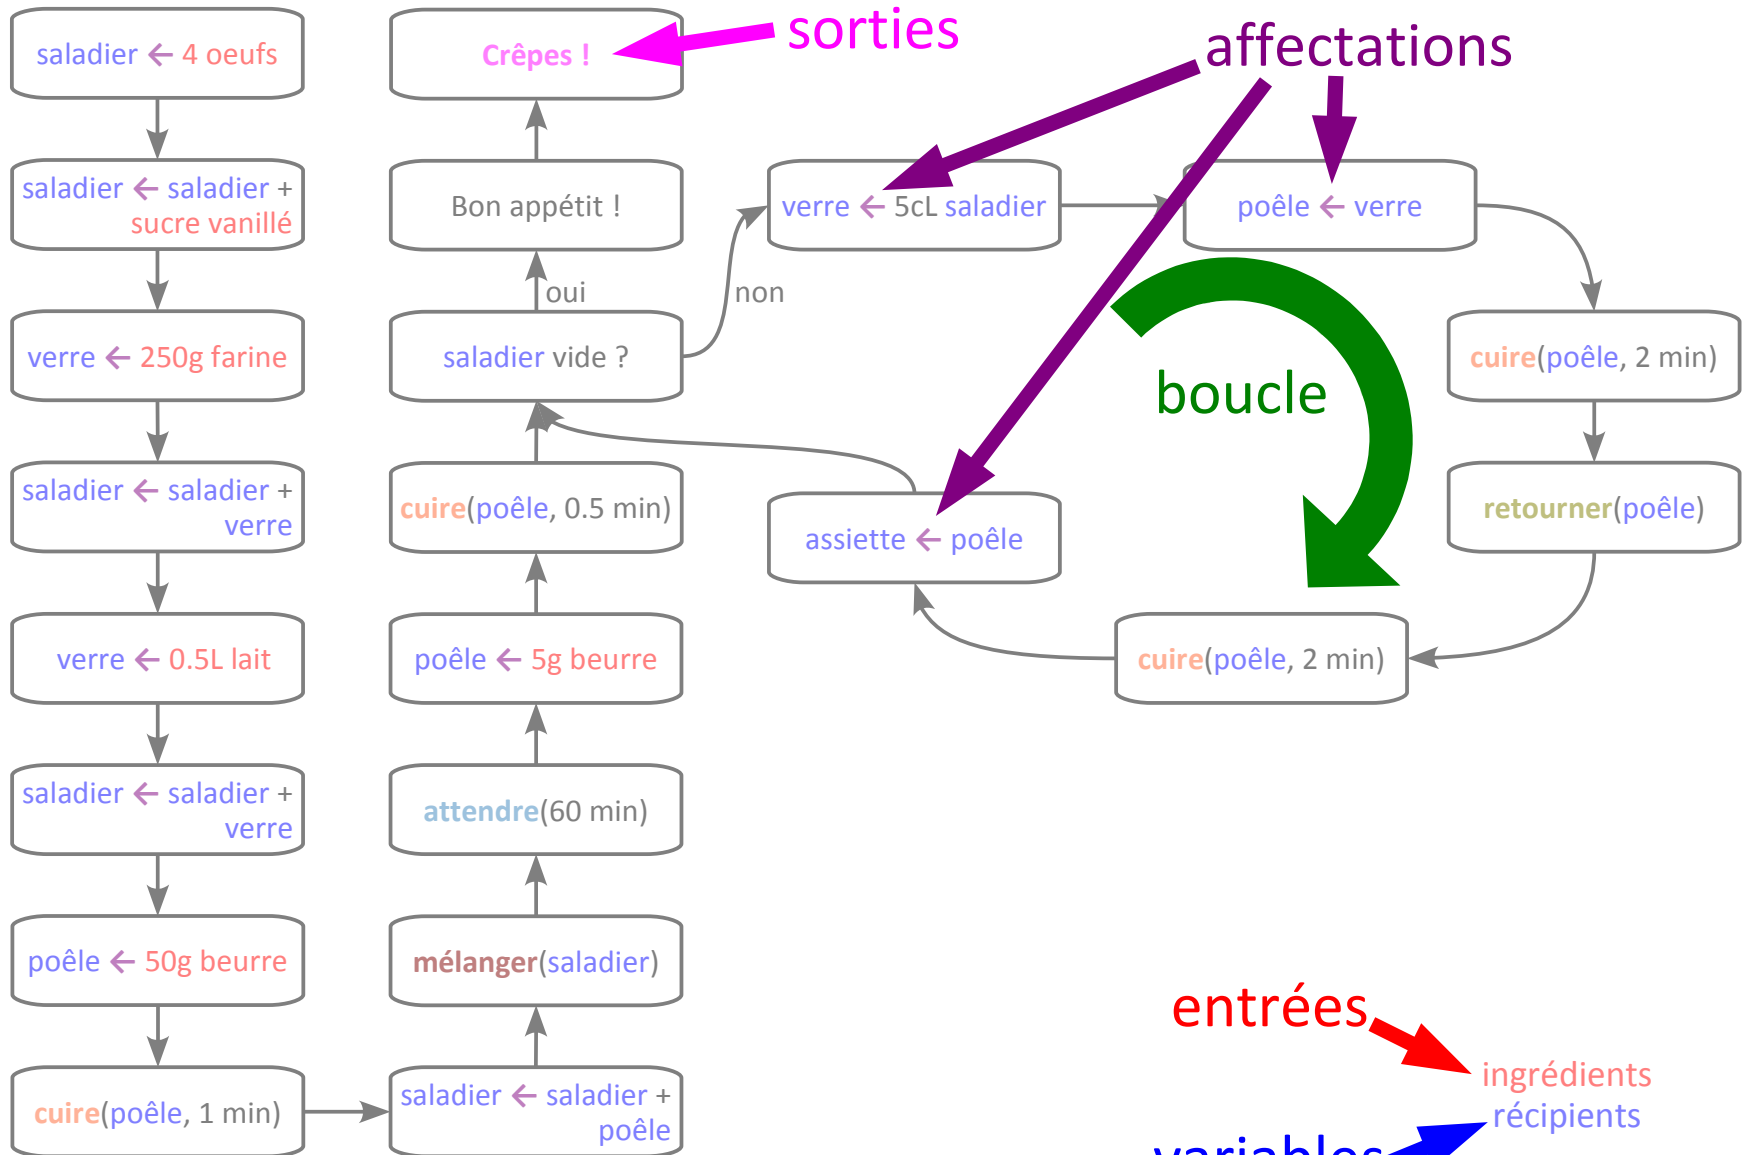 saladier ← 4 oeufs
saladier ← saladier +
sucre vanillé
verre ← 250g farine
saladier ← saladier +
verre
verre ← 0.5L lait
saladier ← saladier +
verre
poêle ← 50g beurre
cuire(poêle, 1 min)
saladier ← saladier +
poêle
mélanger(saladier)
attendre(60 min)
poêle ← 5g beurre
cuire(poêle, 0.5 min)
saladier vide ?
oui
non
Bon appétit !
Crêpes !
sorties
affectations
verre ← 5cL saladier
poêle ← verre
cuire(poêle, 2 min)
retourner(poêle)
cuire(poêle, 2 min)
assiette ← poêle
boucle
entrées
ingrédients
récipients
variables